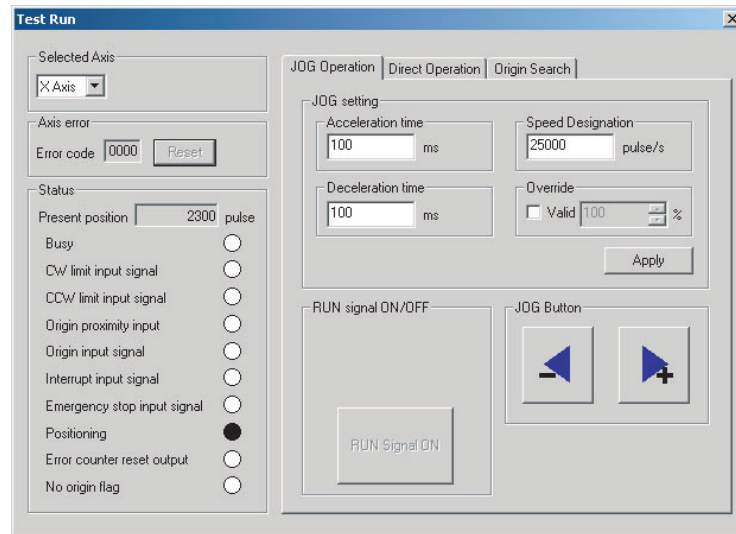 Test Run
Selected Axis
X Axis
Axis error
Error code 0000 Reset
Status
Present position 2300 pulse
Busy
CW limit input signal
CCW limit input signal
Origin proximity input
Origin input signal
Interrupt input signal
Emergency stop input signal
Positioning
Error counter reset output
No origin flag
JOG Operation Direct Operation Origin Search
JOG setting
Acceleration time
100 ms
Speed Designation
25000 pulse/s
Deceleration time
100 ms
Override
Valid 100 %
Apply
RUN signal ON/OFF
RUN Signal ON
JOG Button
- +